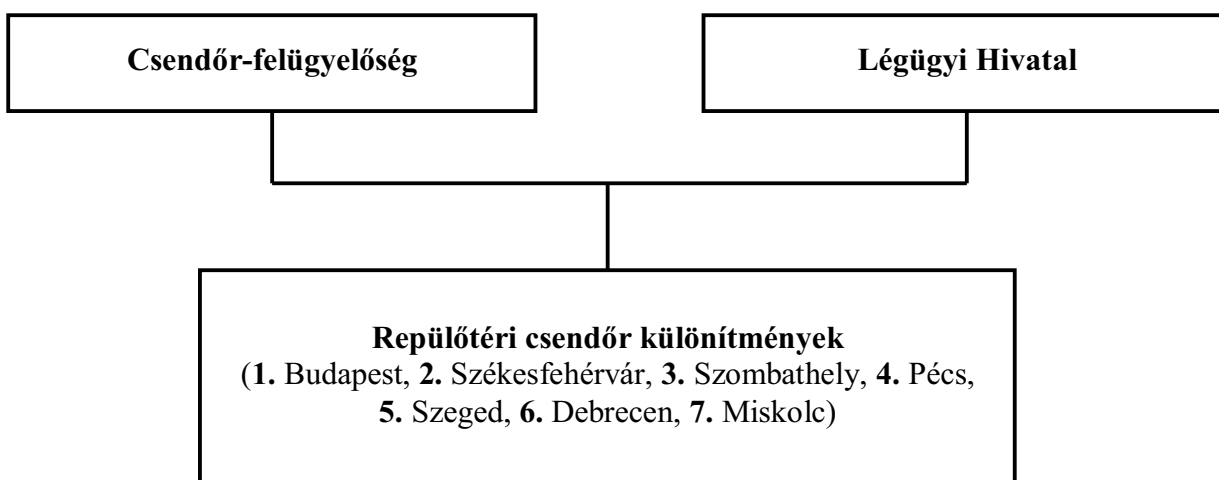 Csendőr-felügyelőség
Légügyi Hivatal
Repülőtéri csendőr különítmények
(1. Budapest, 2. Székesfehérvár, 3. Szombathely, 4. Pécs,
5. Szeged, 6. Debrecen, 7. Miskolc)